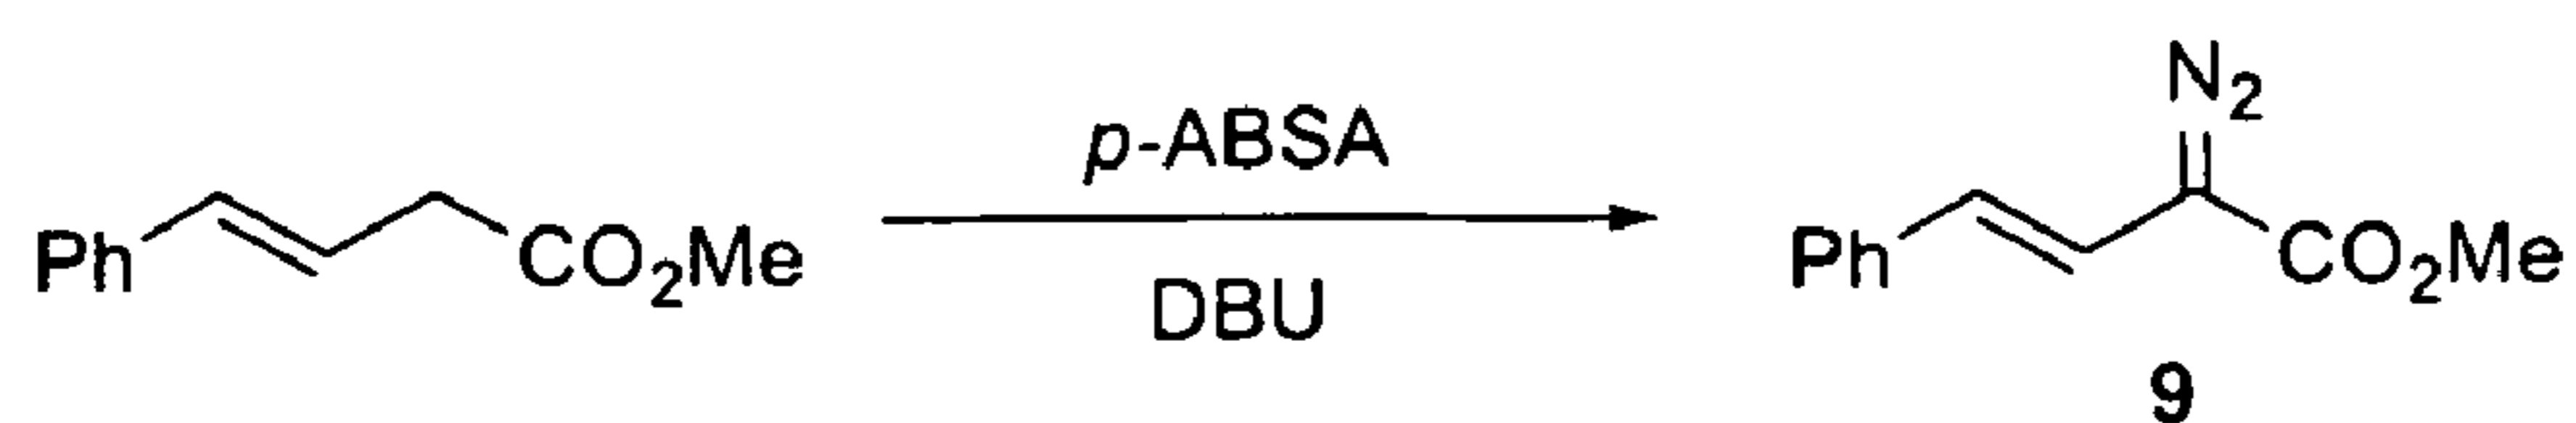 N₂
p-ABSA
Ph CO₂Me Ph CO₂Me
DBU
9